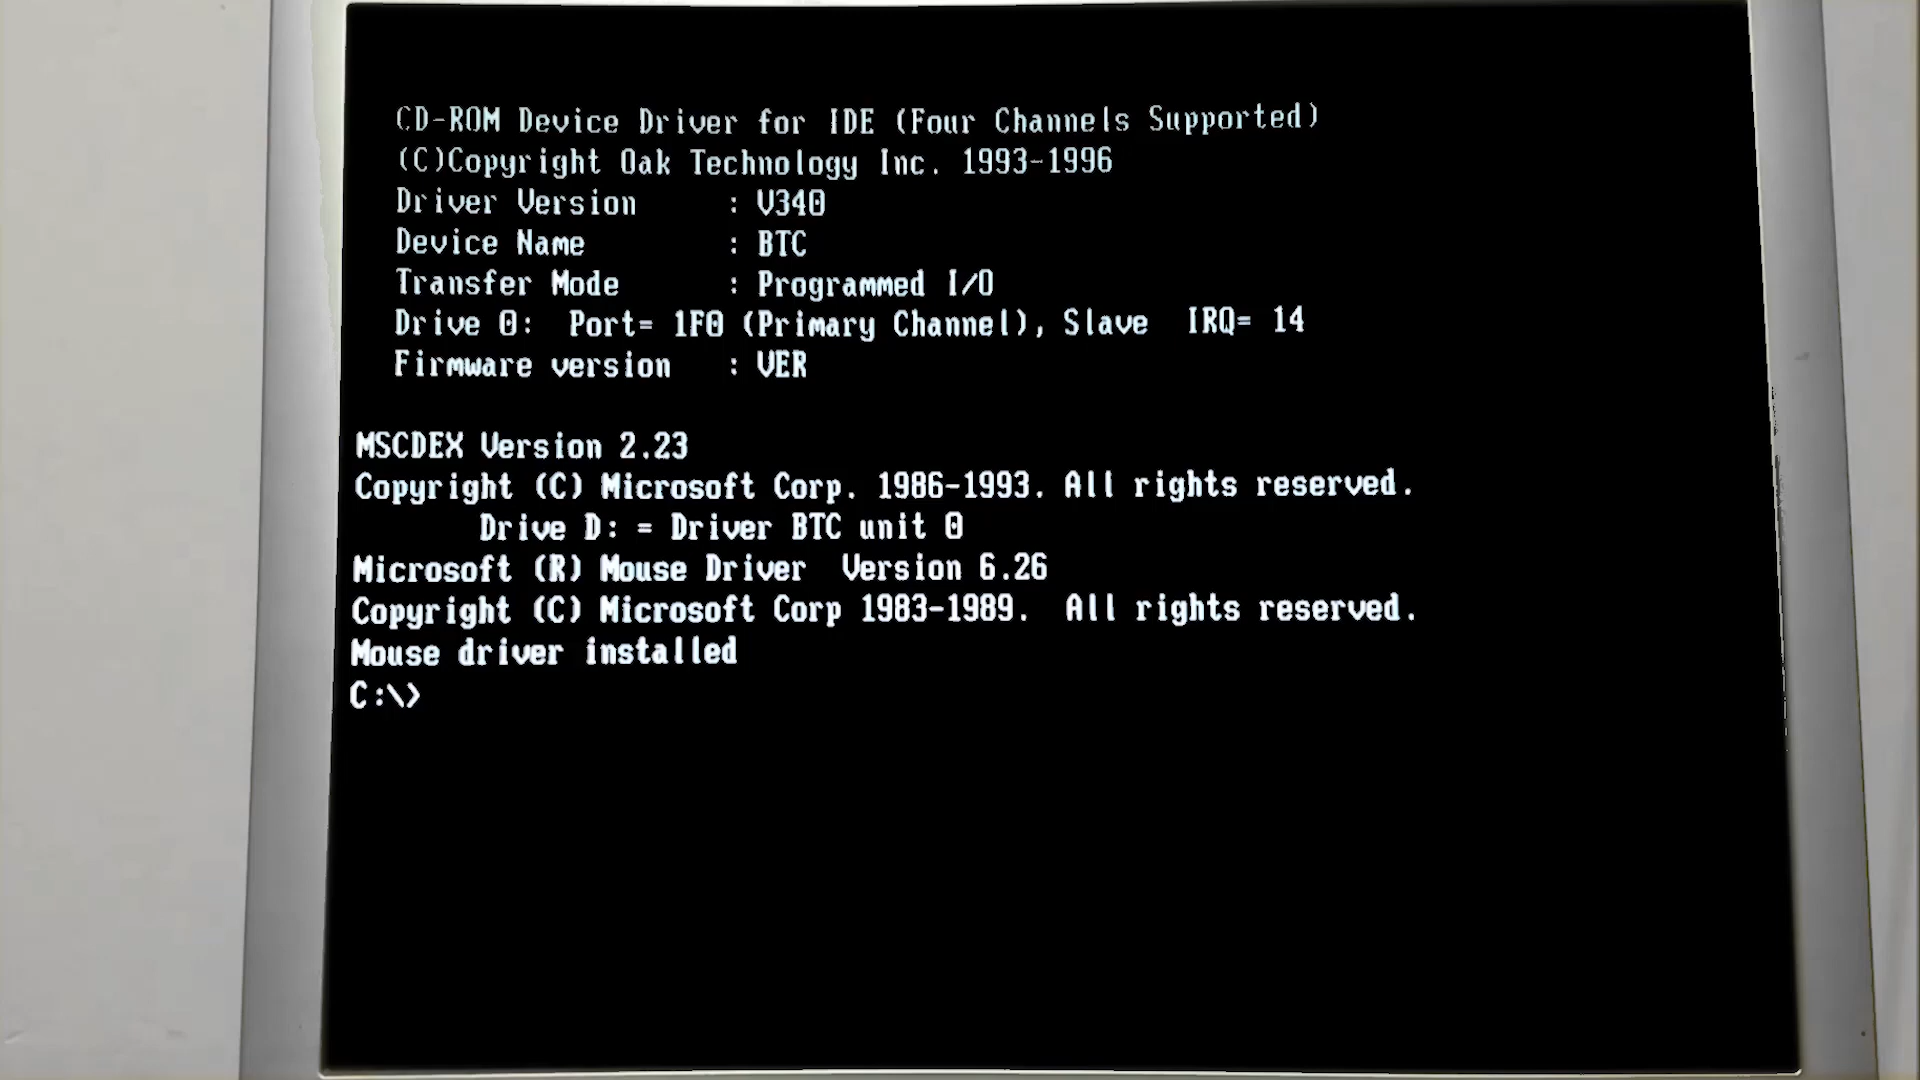 CD-ROM Device Driver for IDE (Four Channels Supported)
(C)Copyright Oak Technology Inc. 1993-1996
Driver Version : V340
Device Name : BTC
Transfer Mode : Programmed I/O
Drive 0: Port= 1F0 (Primary Channel), Slave IRQ= 14
Firmware version : VER
MSCDEX Version 2.23
Copyright (C) Microsoft Corp. 1986-1993. All rights reserved.
Drive D: = Driver BTC unit 0
Microsoft (R) Mouse Driver Version 6.26
Copyright (C) Microsoft Corp 1983-1989. All rights reserved.
Mouse driver installed
C:\>